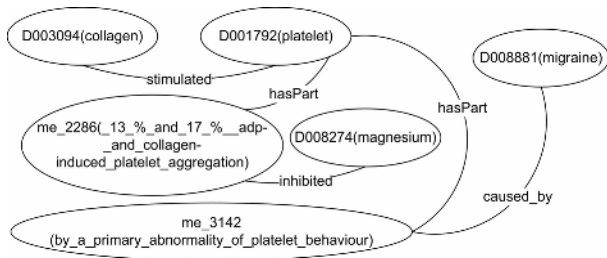 D003094(collagen)
D001792(platelet)
D008881(migraine)
stimulated
hasPart
hasPart
me_2286(_13_%_and_17_%__adp-
_and_collagen-
induced_platelet_aggregation)
D008274(magnesium)
inhibited
caused_by
me_3142
(by_a_primary_abnormality_of_platelet_behaviour)